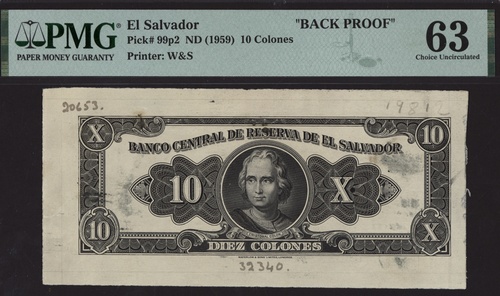 PMG
PAPER MONEY GUARANTY
El Salvador "BACK PROOF"
Pick# 99p2 ND (1959) 10 Colones
Printer: W&S
63
Choice Uncirculated
20653.
X
10
BANCO CENTRAL DE RESERVA DE EL SALVADOR
10
X
10
X
DIEZ COLONES
32340.